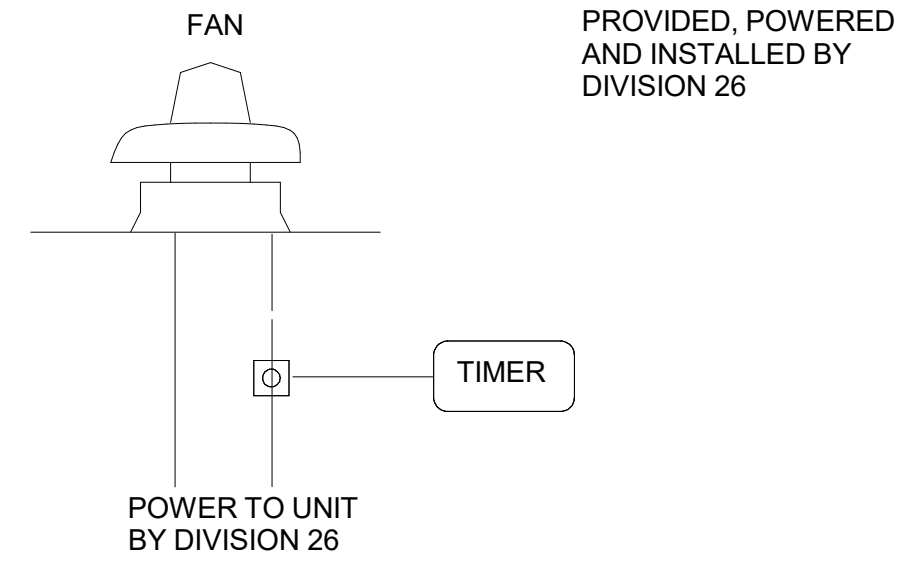 FAN
PROVIDED, POWERED
AND INSTALLED BY
DIVISION 26
TIMER
POWER TO UNIT
BY DIVISION 26